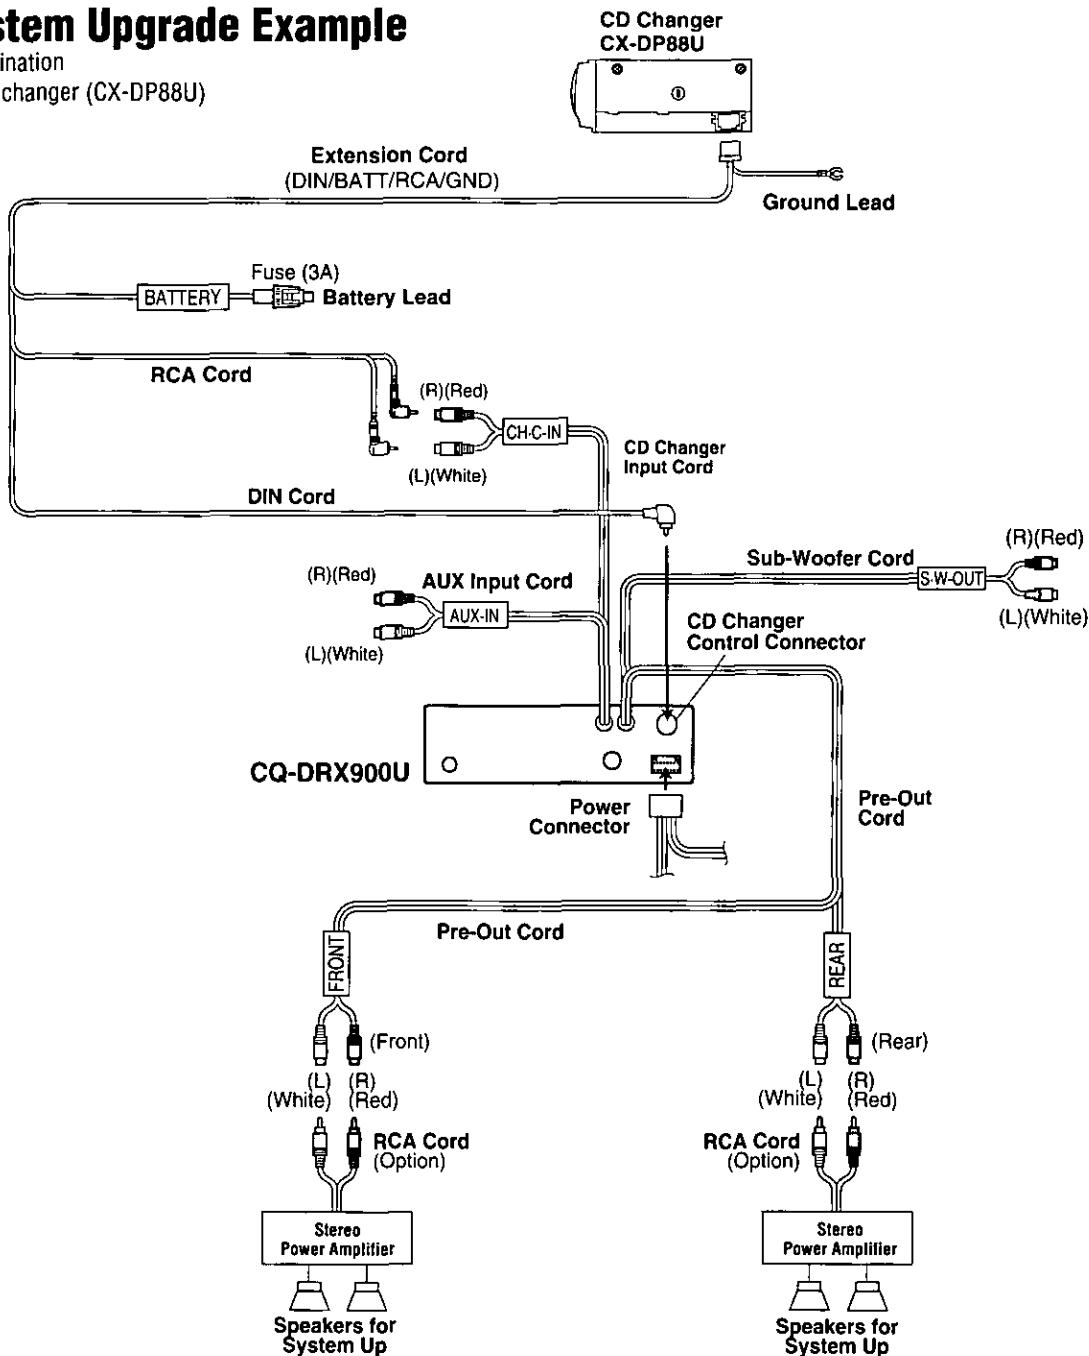 stem Upgrade Example
ination
changer (CX-DP88U)
CD Changer
CX-DP88U
Extension Cord
(DIN/BATT/RCA/GND)
Ground Lead
Fuse (3A)
BATTERY
Battery Lead
RCA Cord
(R)(Red)
CH-C-IN
(L)(White)
CD Changer
Input Cord
DIN Cord
Sub-Woofer Cord
(R)(Red)
S-W-OUT
(L)(White)
(R)(Red)
AUX Input Cord
AUX-IN
(L)(White)
CD Changer
Control Connector
CQ-DRX900U
Power
Connector
Pre-Out
Cord
Pre-Out Cord
FRONT
REAR
(Front)
(L)
(White)
(R)
(Red)
(Rear)
(L)
(White)
(R)
(Red)
RCA Cord
(Option)
RCA Cord
(Option)
Stereo
Power Amplifier
Stereo
Power Amplifier
Speakers for
System Up
Speakers for
System Up